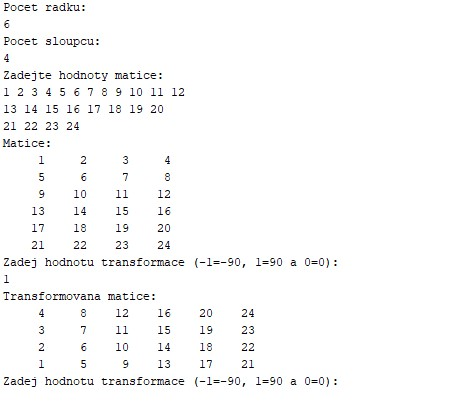 Pocet radku:
6
Pocet sloupcu:
4
Zadejte hodnoty matice:
1 2 3 4 5 6 7 8 9 10 11 12
13 14 15 16 17 18 19 20
21 22 23 24
Matice:
1 2 3 4
5 6 7 8
9 10 11 12
13 14 15 16
17 18 19 20
21 22 23 24
Zadej hodnotu transformace (-1=-90, 1=90 a 0=0):
1
Transformovana matice:
4 8 12 16 20 24
3 7 11 15 19 23
2 6 10 14 18 22
1 5 9 13 17 21
Zadej hodnotu transformace (-1=-90, 1=90 a 0=0):